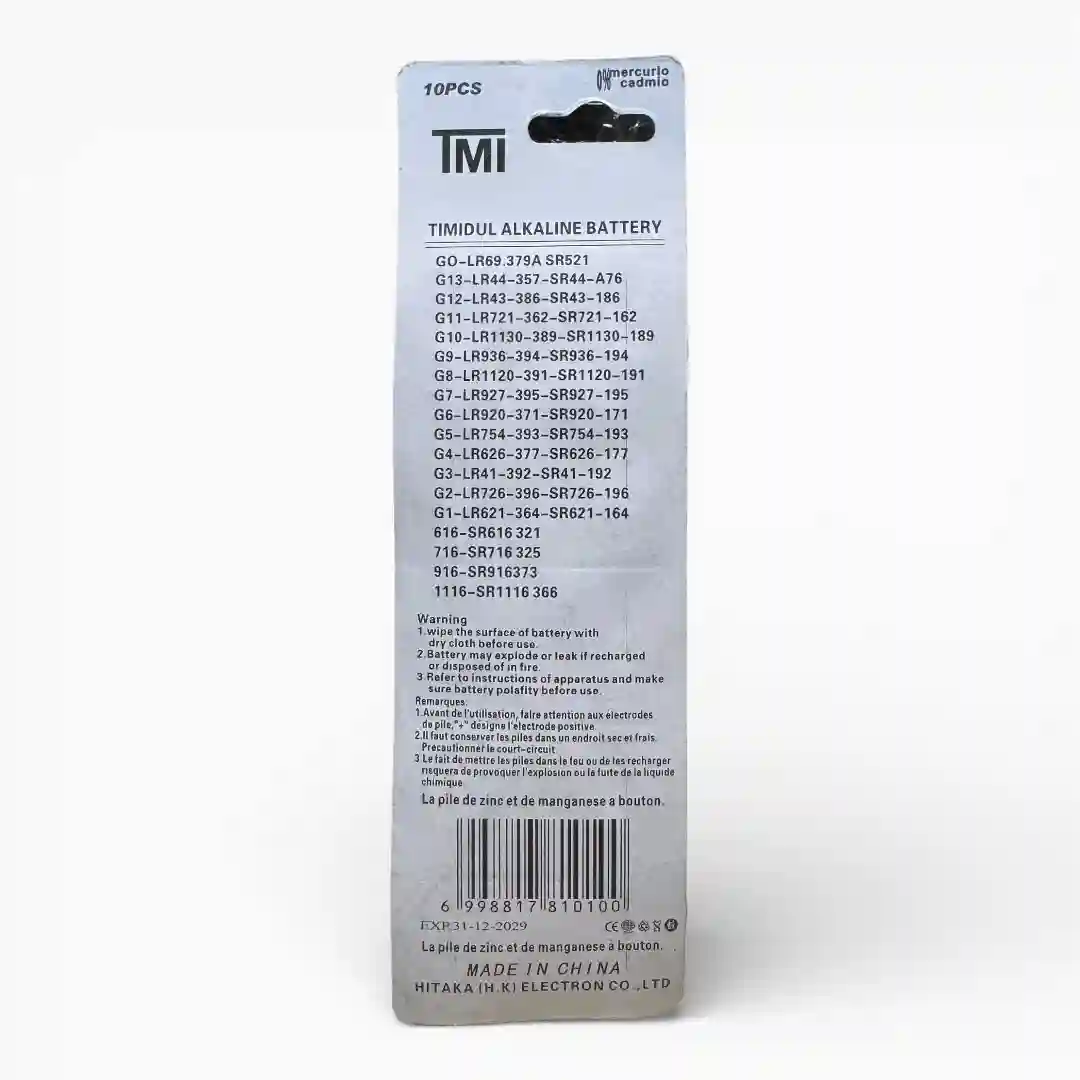 10PCS
0% mercurio
cadmio
TMI
TIMIDUL ALKALINE BATTERY
GO-LR69.379A SR521
G13-LR44-357-SR44-A76
G12-LR43-386-SR43-186
G11-LR721-362-SR721-162
G10-LR1130-389-SR1130-189
G9-LR936-394-SR936-194
G8-LR1120-391-SR1120-191
G7-LR927-395-SR927-195
G6-LR920-371-SR920-171
G5-LR754-393-SR754-193
G4-LR626-377-SR626-177
G3-LR41-392-SR41-192
G2-LR726-396-SR726-196
G1-LR621-364-SR621-164
616-SR616 321
716-SR716 325
916-SR916373
1116-SR1116 366
Warning
1.wipe the surface of battery with
dry cloth before use.
2.Battery may explode or leak if recharged
or disposed of in fire.
3.Refer to instructions of apparatus and make
sure battery polafity before use.
Remarques:
1.Avant de l'utilisation, faire attention aux électrodes
de pile,"+" désigne l'électrode positive.
2.Il faut conserver les piles dans un endroit sec et frais.
Précautionner le court-circuit
3 Le fait de mettre les piles dans le feu ou de les recharger
risquera de provoquer l'explosion ou la fuite de la liquide
chimique.
La pile de zinc et de manganese a bouton.
6 998817 810100
EXP.31-12-2029
CE
La pile de zinc et de manganese à bouton.
MADE IN CHINA
HITAKA (H.K) ELECTRON CO.,LTD